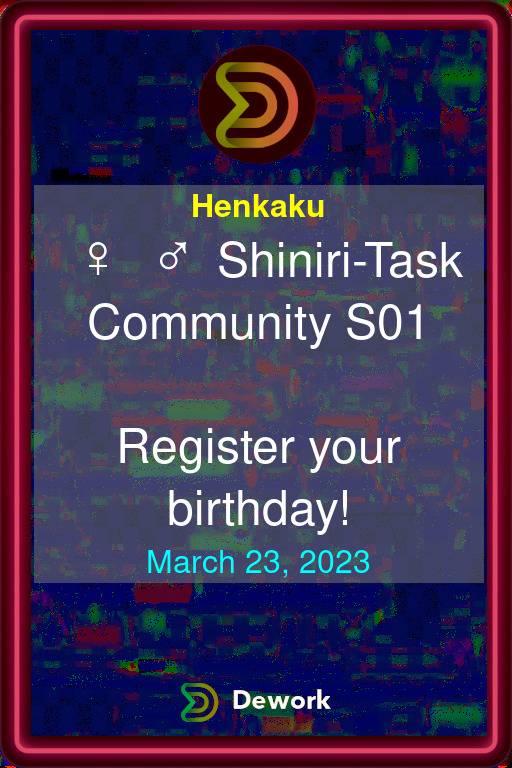 Henkaku
♀ ♂ Shiniri-Task
Community S01
Register your
birthday!
March 23, 2023
Dework